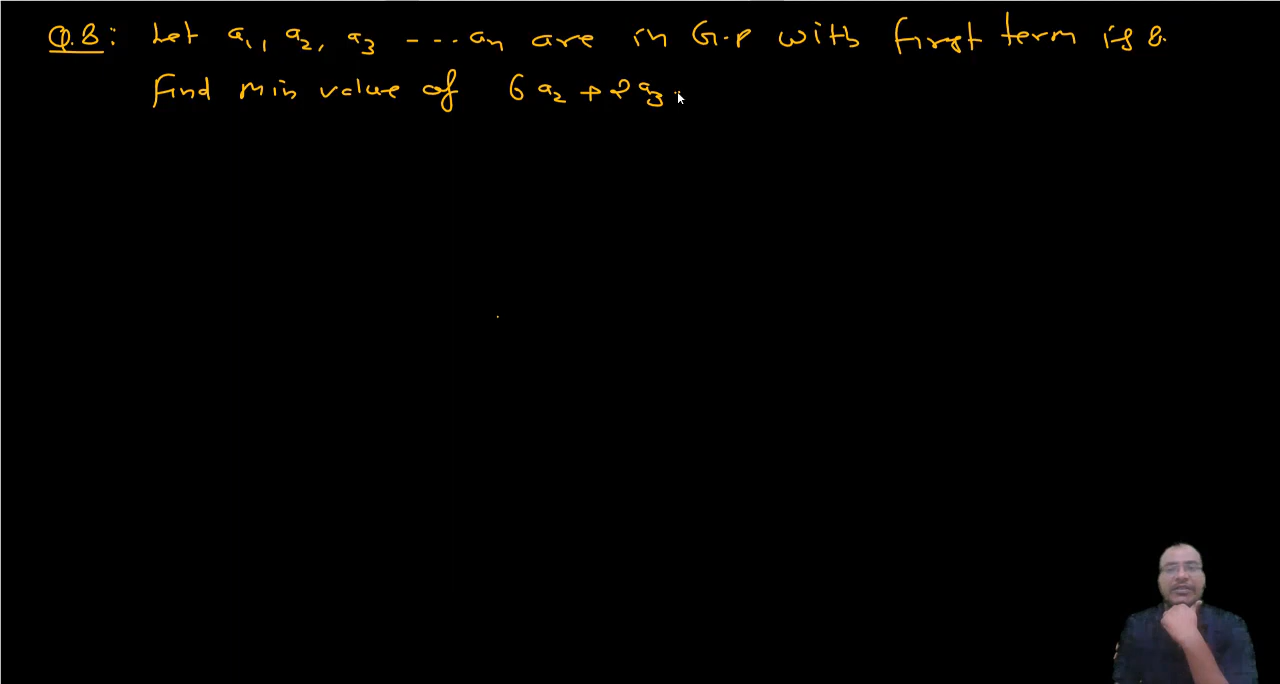 Q.8: Let a₁, a₂, a₃ ---- aₙ are in G.P with first term is 8.
Find min value of 6a₂ + 2a₃.